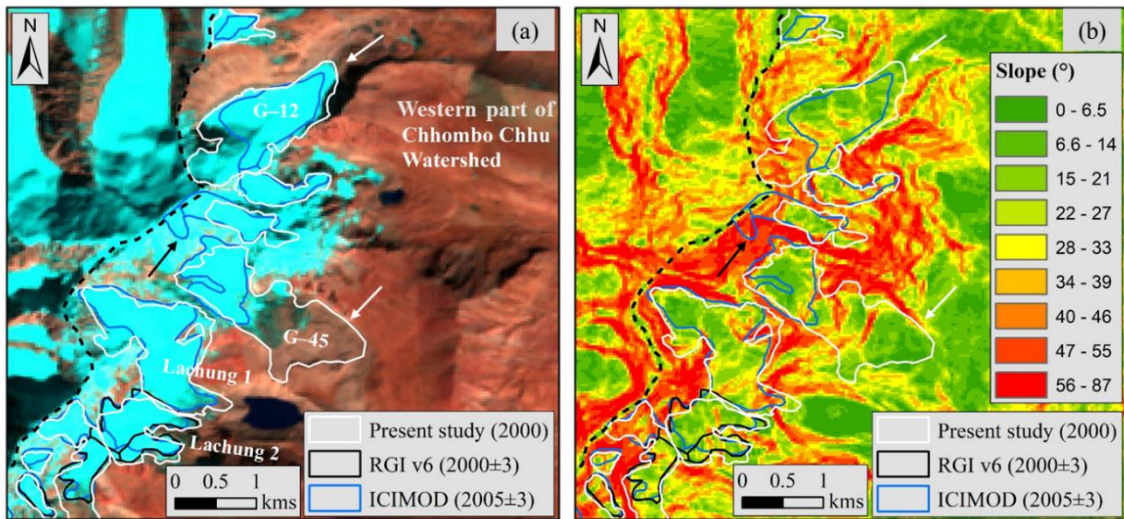 N
(a)
G–12
Western part of
Chhombo Chhu
Watershed
G–45
Lachung 1
Lachung 2
0 0.5 1
kms
Present study (2000)
RGI v6 (2000±3)
ICIMOD (2005±3)
N
(b)
Slope (°)
0 - 6.5
6.6 - 14
15 - 21
22 - 27
28 - 33
34 - 39
40 - 46
47 - 55
56 - 87
0 0.5 1
kms
Present study (2000)
RGI v6 (2000±3)
ICIMOD (2005±3)